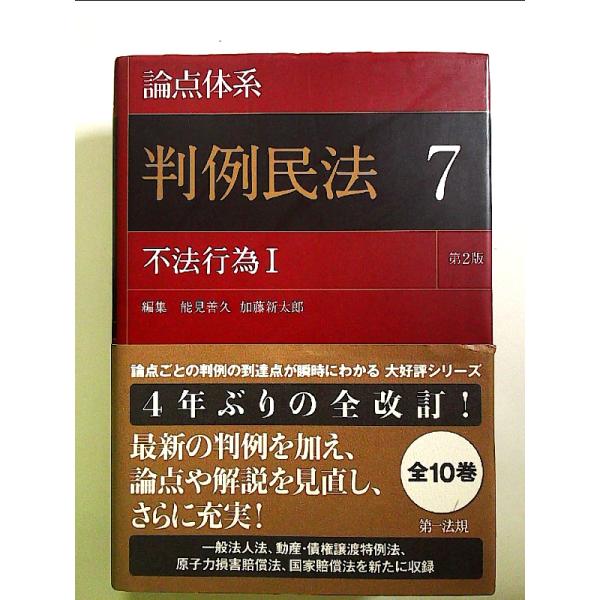 論点体系
判例民法 7
不法行為Ⅰ
第2版
編集 能見善久 加藤新太郎
論点ごとの判例の到達点が瞬時にわかる 大好評シリーズ
4年ぶりの全改訂!
最新の判例を加え、
論点や解説を見直し、
さらに充実!
全10巻
第一法規
一般法人法、動産・債権譲渡特例法、
原子力損害賠償法、国家賠償法を新たに収録